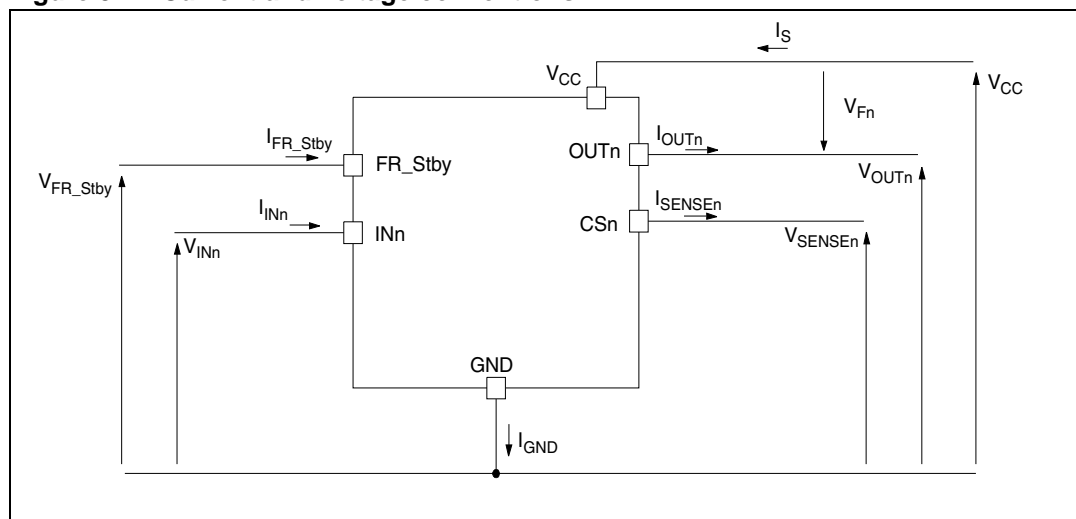 I_S
V_CC
V_CC
V_Fn
I_FR_Stby
I_OUTn
FR_Stby
OUTn
V_FR_Stby
V_OUTn
I_INn
I_SENSEn
INn
CSn
V_INn
V_SENSEn
GND
I_GND